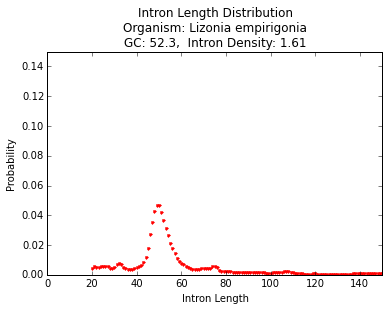 Intron Length Distribution
Organism: Lizonia empirigonia
GC: 52.3,  Intron Density: 1.61
0.14
0.12
0.10
0.08
0.06
0.04
0.02
0.00
Probability
0 20 40 60 80 100 120 140
Intron Length